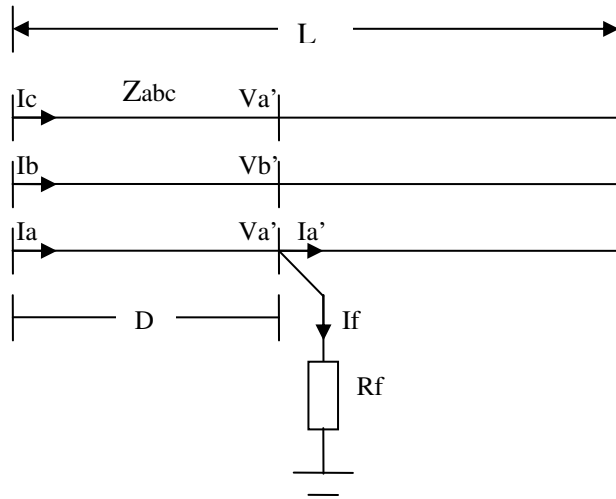 L
Ic Zabc Va’
Ib Vb’
Ia Va’ Ia’
D If
Rf